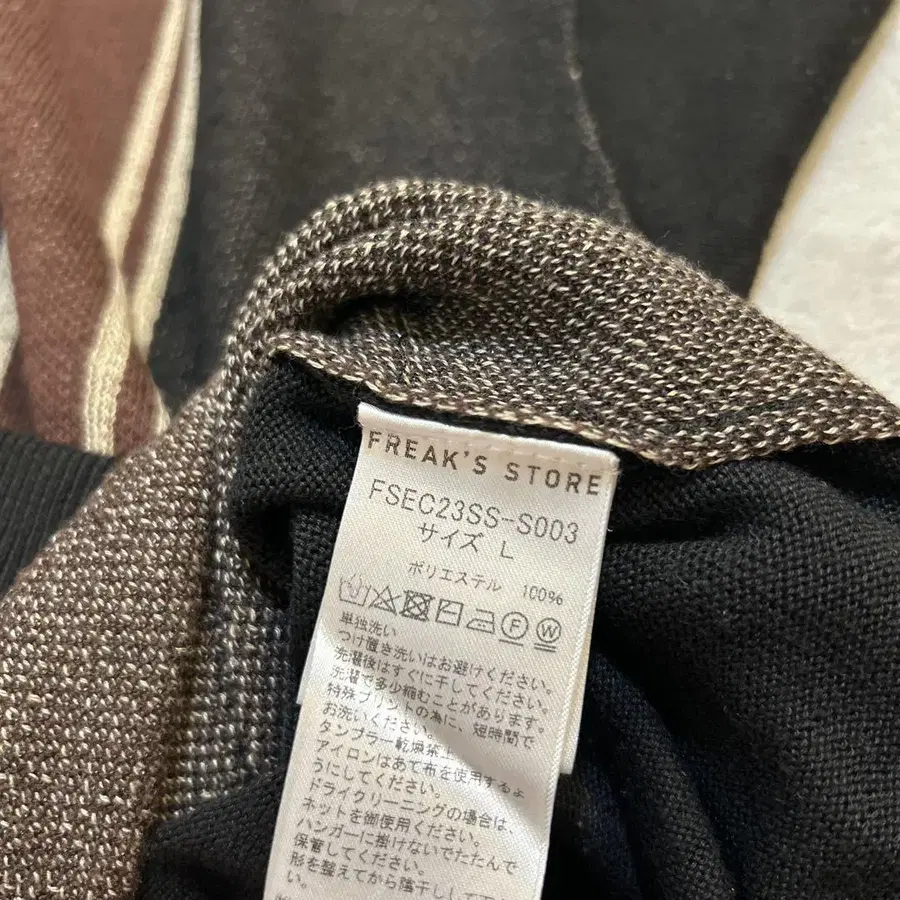 FREAK'S STORE
FSEC23SS-S003
サイズ L
ポリエステル 100%
F W
単独洗い
つけ置き洗いはお避けください。
洗濯後はすぐに干してください。
洗濯で多少縮むことがあります。
特殊プリントの為に、短時間で
お洗いください。
タンブラー乾燥禁止
アイロンはあて布を使用するよ
うにしてください。
ドライクリーニングの場合は、
ネットを御使用ください。
ハンガーに掛けないでたたんで
保管してください。
形を整えてから陰干しして下
い。